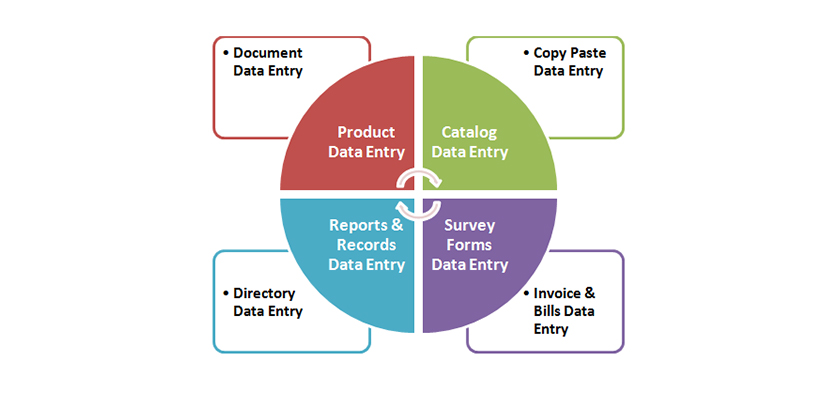 • Document
Data Entry
• Copy Paste
Data Entry
Product
Data Entry
Catalog
Data Entry
Reports &
Records
Data Entry
Survey
Forms
Data Entry
• Directory
Data Entry
• Invoice &
Bills Data
Entry